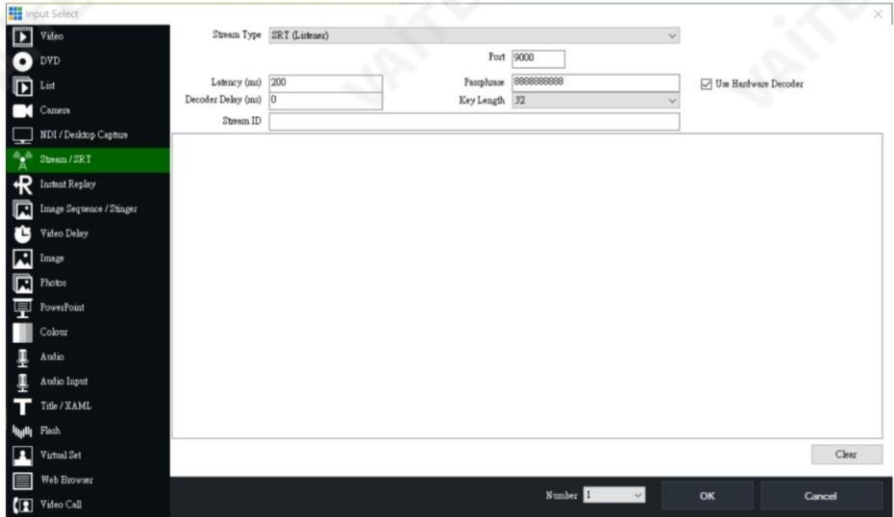 Input Select
Video
DVD
List
Camera
NDI / Desktop Capture
Stream / SRT
Instant Replay
Image Sequence / Stinger
Video Delay
Image
Photos
PowerPoint
Colour
Audio
Audio Input
Title / XAML
Flash
Virtual Set
Web Browser
Video Call
Stream Type SRT (Listener)
Port 9000
Latency (ms) 200 Passphrase 8888888888 Use Hardware Decoder
Decoder Delay (ms) 0 Key Length 32
Stream ID
Clear
Number 1 OK Cancel